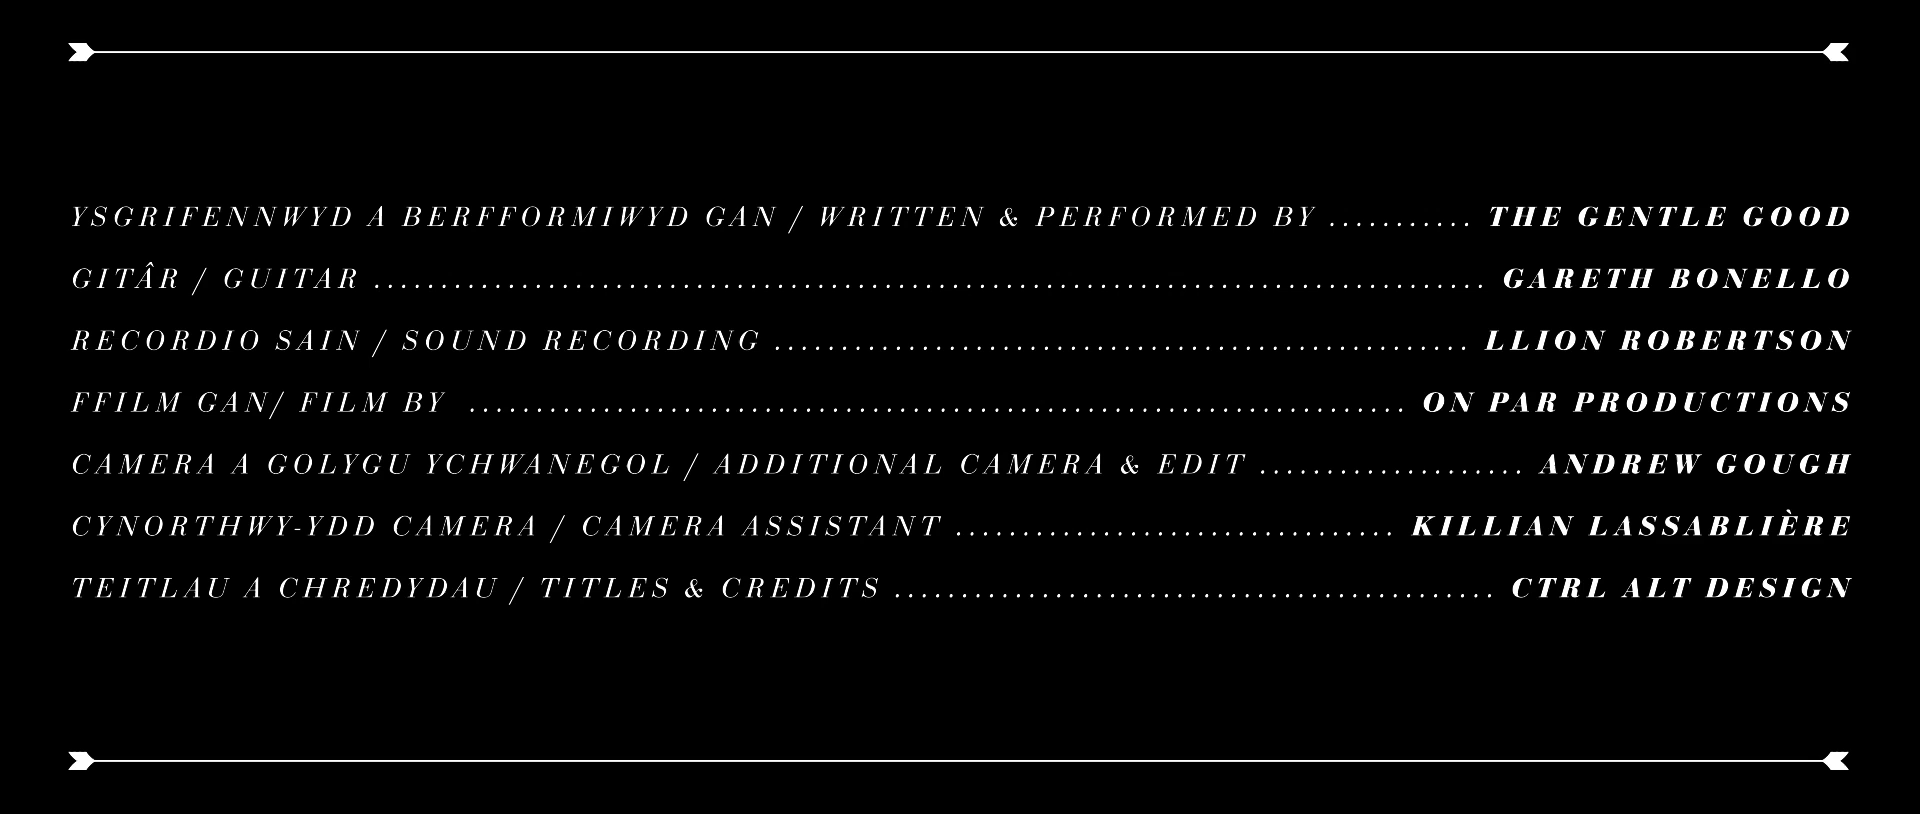 YSGRIFENNWYD A BERFFORMIWYD GAN / WRITTEN & PERFORMED BY ........... THE GENTLE GOOD
GITÂR / GUITAR ................................................................................... GARETH BONELLO
RECORDIO SAIN / SOUND RECORDING .................................................... LLION ROBERTSON
FFILM GAN/ FILM BY ...................................................................... ON PAR PRODUCTIONS
CAMERA A GOLYGU YCHWANEGOL / ADDITIONAL CAMERA & EDIT .................... ANDREW GOUGH
CYNORTHWY-YDD CAMERA / CAMERA ASSISTANT ................................. KILLIAN LASSABLIÈRE
TEITLAU A CHREDYDAU / TITLES & CREDITS ............................................. CTRL ALT DESIGN